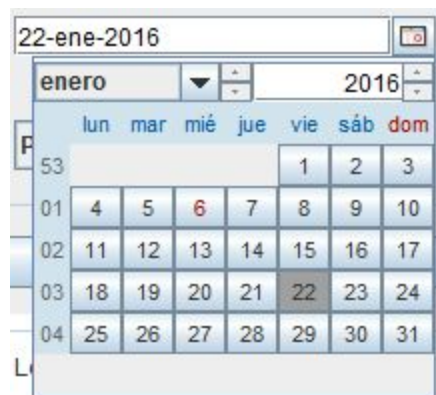 22-ene-2016
enero 2016
lun mar mié jue vie sáb dom
53 1 2 3
01 4 5 6 7 8 9 10
02 11 12 13 14 15 16 17
03 18 19 20 21 22 23 24
04 25 26 27 28 29 30 31